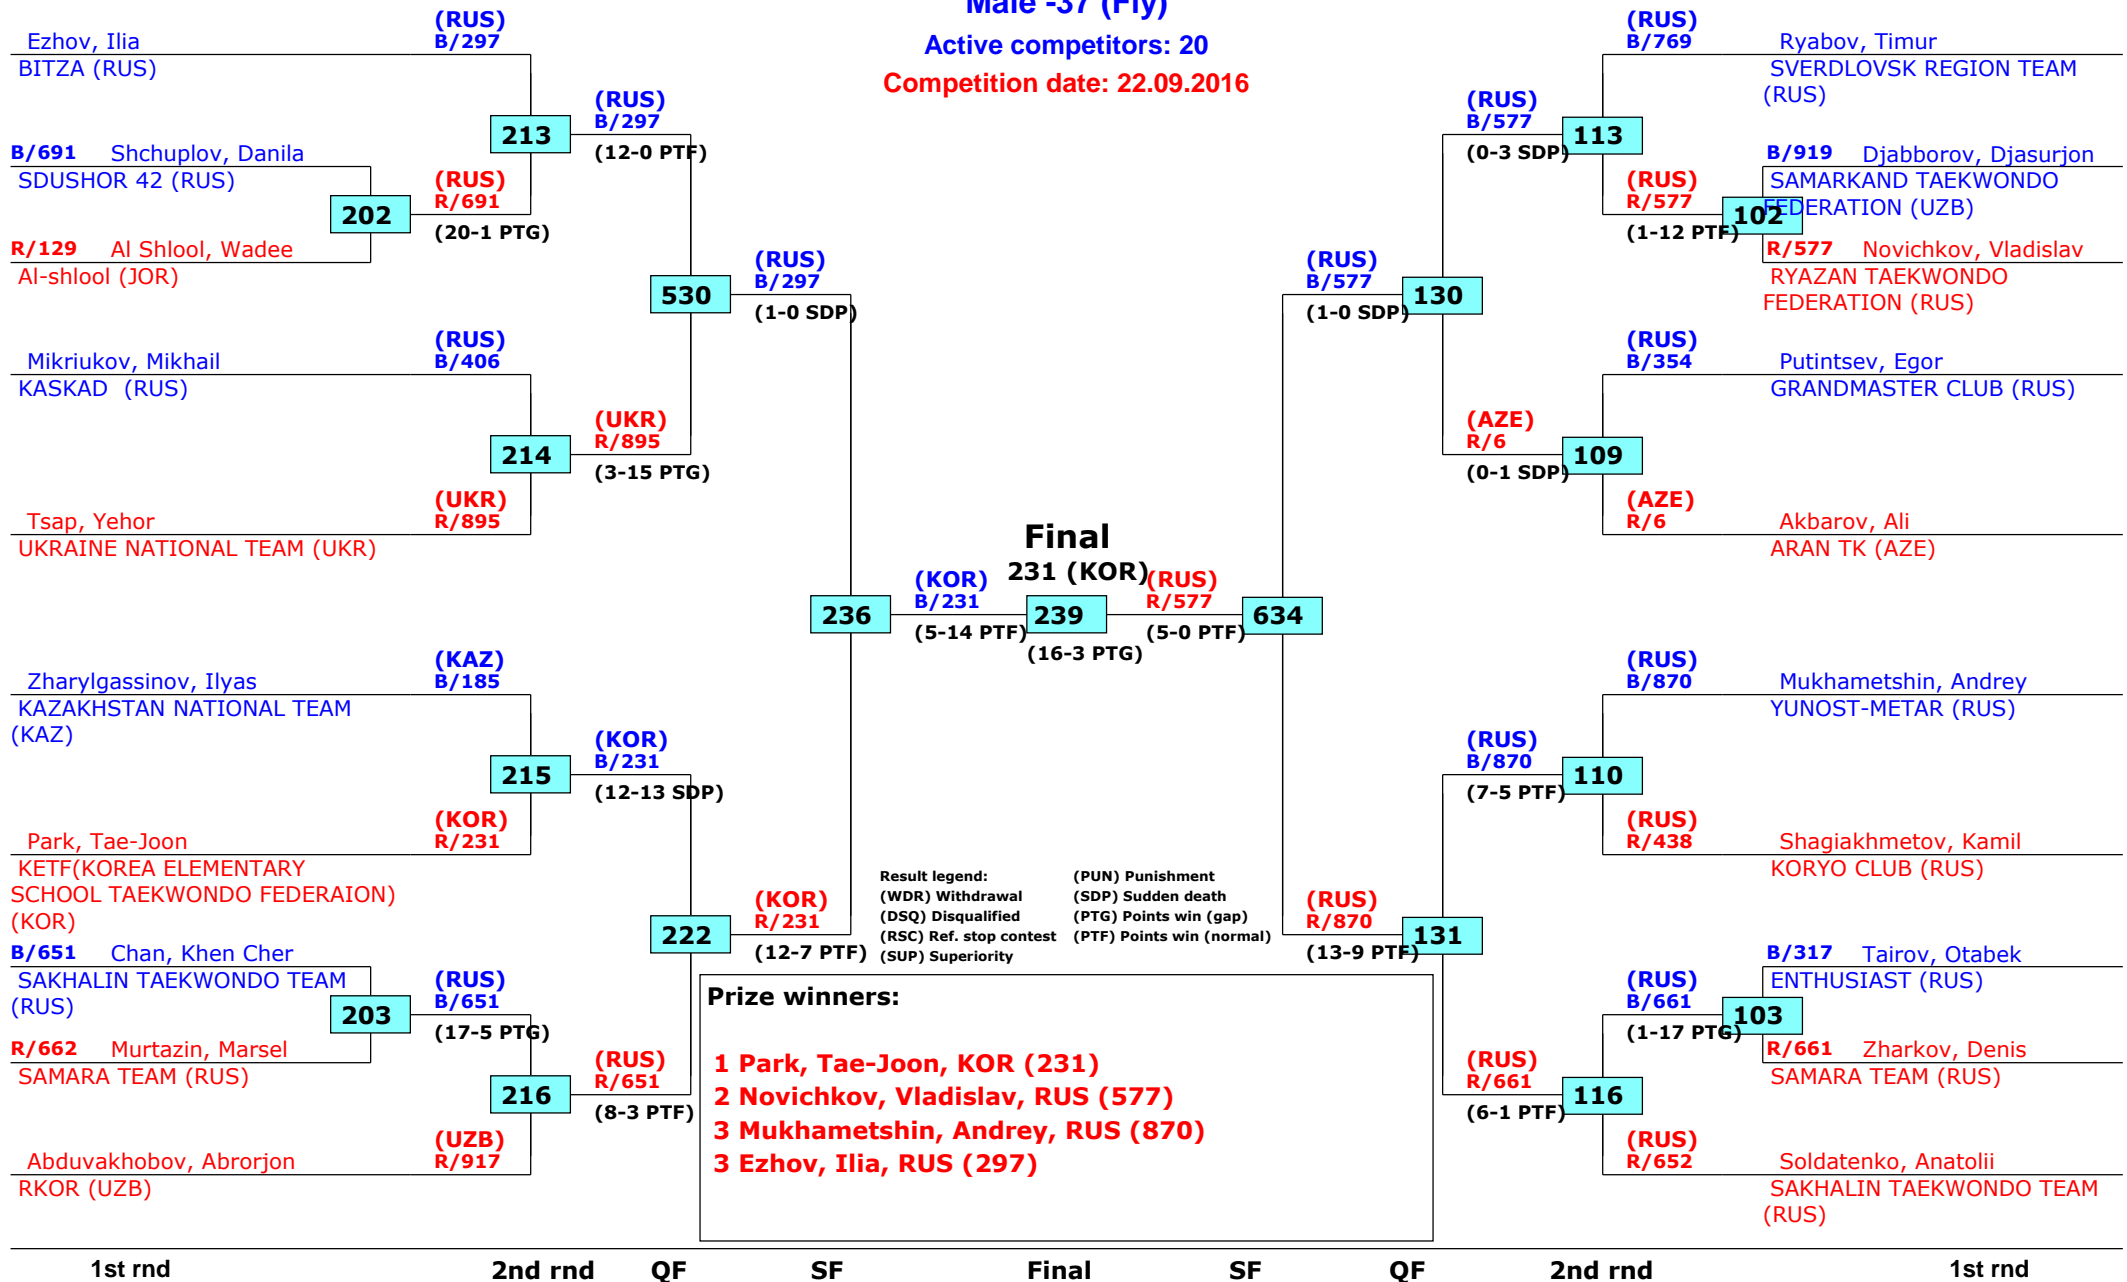 Male -37 (Fly)
Active competitors: 20
Competition date: 22.09.2016
Ezhov, Ilia
BITZA (RUS)
(RUS)
B/297
B/691 Shchuplov, Danila
SDUSHOR 42 (RUS)
R/129 Al Shlool, Wadee
Al-shlool (JOR)
202
(RUS)
R/691
(20-1 PTG)
213
(RUS)
B/297
(12-0 PTF)
Mikriukov, Mikhail
KASKAD (RUS)
(RUS)
B/406
Tsap, Yehor
UKRAINE NATIONAL TEAM (UKR)
(UKR)
R/895
214
(UKR)
R/895
(3-15 PTG)
530
(RUS)
B/297
(1-0 SDP)
Zharylgassinov, Ilyas
KAZAKHSTAN NATIONAL TEAM
(KAZ)
(KAZ)
B/185
Park, Tae-Joon
KETF(KOREA ELEMENTARY
SCHOOL TAEKWONDO FEDERAION)
(KOR)
(KOR)
R/231
215
(KOR)
B/231
(12-13 SDP)
B/651 Chan, Khen Cher
SAKHALIN TAEKWONDO TEAM
(RUS)
R/662 Murtazin, Marsel
SAMARA TEAM (RUS)
203
(RUS)
B/651
(17-5 PTG)
Abduvakhobov, Abrorjon
RKOR (UZB)
(UZB)
R/917
216
(RUS)
R/651
(8-3 PTF)
222
(KOR)
R/231
(12-7 PTF)
236
(KOR)
B/231
(5-14 PTF)
Final
231 (KOR)
239
(16-3 PTG)
(RUS)
R/577
(5-0 PTF)
634
(RUS)
B/769
Ryabov, Timur
SVERDLOVSK REGION TEAM
(RUS)
B/919 Djabborov, Djasurjon
SAMARKAND TAEKWONDO
FEDERATION (UZB)
R/577 Novichkov, Vladislav
RYAZAN TAEKWONDO
FEDERATION (RUS)
102
(RUS)
R/577
(1-12 PTF)
113
(RUS)
B/577
(0-3 SDP)
(RUS)
B/354
Putintsev, Egor
GRANDMASTER CLUB (RUS)
(AZE)
R/6
Akbarov, Ali
ARAN TK (AZE)
109
(AZE)
R/6
(0-1 SDP)
130
(RUS)
B/577
(1-0 SDP)
(RUS)
B/870
Mukhametshin, Andrey
YUNOST-METAR (RUS)
(RUS)
R/438
Shagiakhmetov, Kamil
KORYO CLUB (RUS)
110
(RUS)
B/870
(7-5 PTF)
B/317 Tairov, Otabek
ENTHUSIAST (RUS)
R/661 Zharkov, Denis
SAMARA TEAM (RUS)
103
(RUS)
B/661
(1-17 PTG)
(RUS)
R/652
Soldatenko, Anatolii
SAKHALIN TAEKWONDO TEAM
(RUS)
116
(RUS)
R/661
(6-1 PTF)
131
(RUS)
R/870
(13-9 PTF)
Result legend:
(WDR) Withdrawal
(DSQ) Disqualified
(RSC) Ref. stop contest
(SUP) Superiority
(PUN) Punishment
(SDP) Sudden death
(PTG) Points win (gap)
(PTF) Points win (normal)
Prize winners:
1 Park, Tae-Joon, KOR (231)
2 Novichkov, Vladislav, RUS (577)
3 Mukhametshin, Andrey, RUS (870)
3 Ezhov, Ilia, RUS (297)
1st rnd 2nd rnd QF SF Final SF QF 2nd rnd 1st rnd